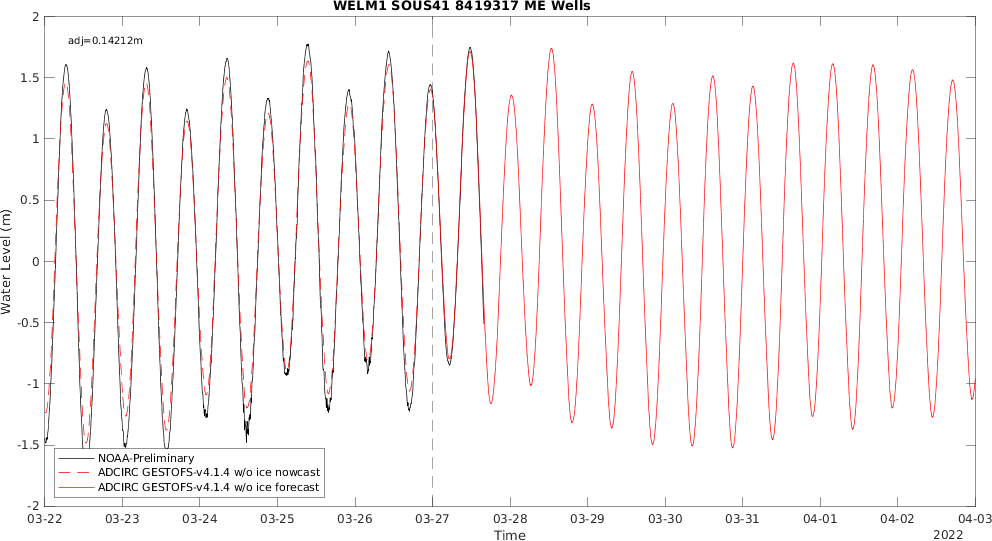 WELM1 SOUS41 8419317 ME Wells
adj=0.14212m
Water Level (m)
2
1.5
1
0.5
0
-0.5
-1
-1.5
-2
NOAA-Preliminary
ADCIRC GESTOFS-v4.1.4 w/o ice nowcast
ADCIRC GESTOFS-v4.1.4 w/o ice forecast
03-22 03-23 03-24 03-25 03-26 03-27 03-28 03-29 03-30 03-31 04-01 04-02 04-03
Time
2022